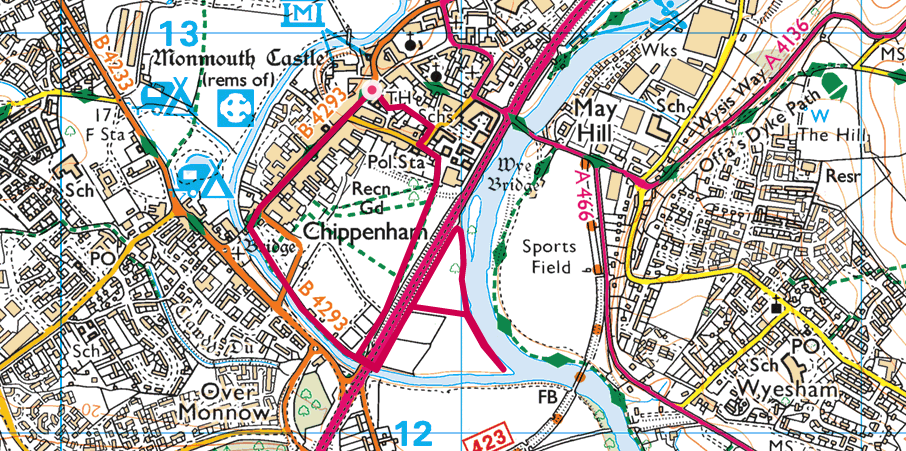 13
M
Monmouth Castle
(rems of)
B 4233
17
F Sta
Sch
PO
B 4293
TH
Schs
Pol Sta
Recn
Gd
Chippenham
Bridge
B 4293
Wye
Bridge
May
Hill
Wks
Sch
A 4136
MS
Wysis Way
Offa's Dyke Path
W
The Hill
Resr
A 466
Sports
Field
PO
Sch
Wyesham
FB
MS
Sch
Over
Monnow
20
12
423